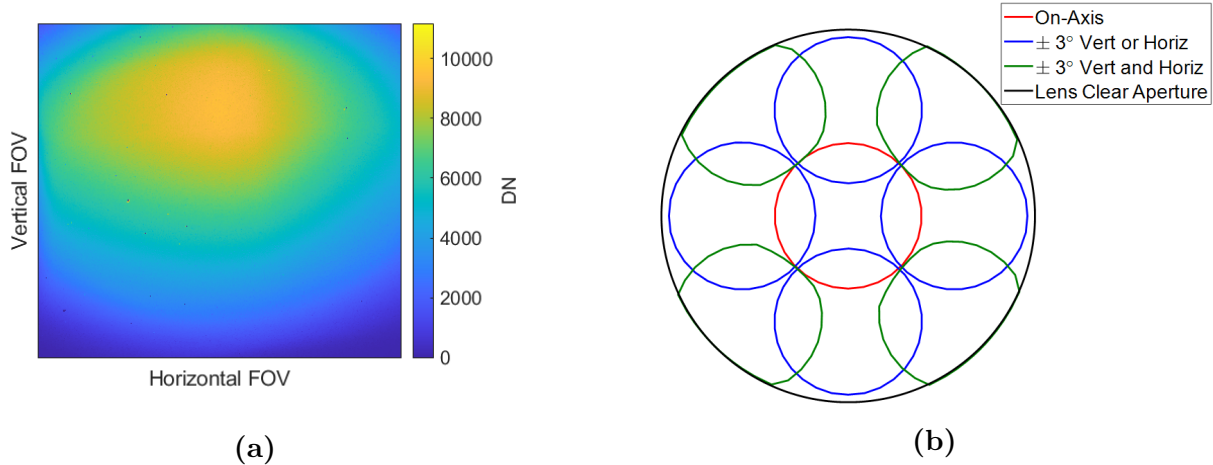 Vertical FOV
Horizontal FOV
10000
8000
6000
4000
2000
0
DN
(a)
On-Axis
± 3° Vert or Horiz
± 3° Vert and Horiz
Lens Clear Aperture
(b)